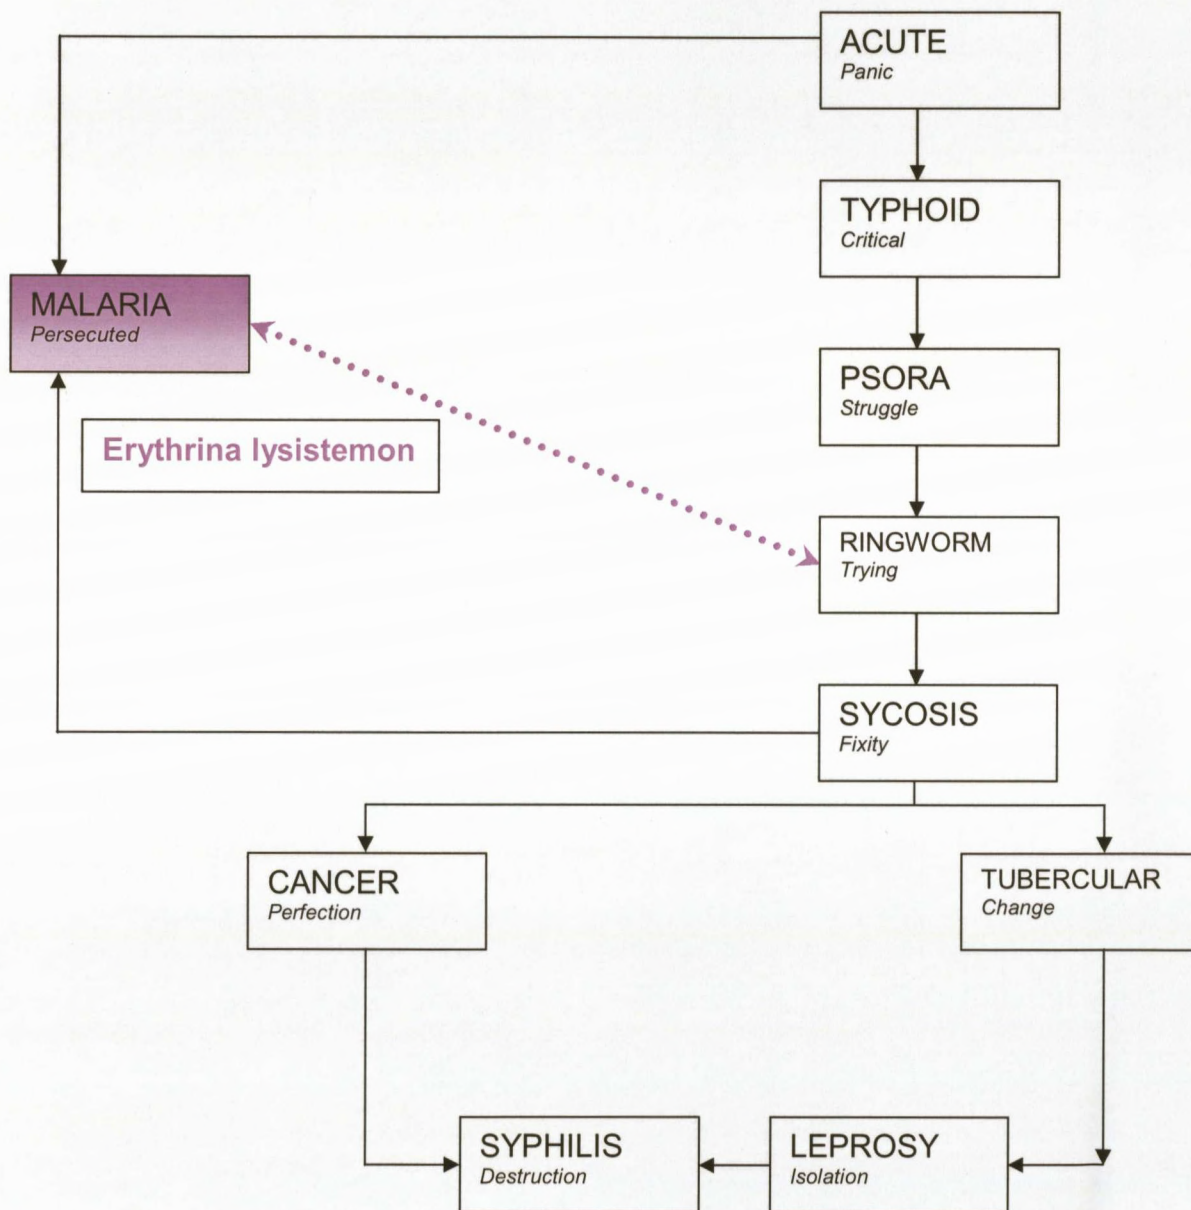 ACUTE
Panic
TYPHOID
Critical
MALARIA
Persecuted
PSORA
Struggle
Erythrina lysistemon
RINGWORM
Trying
SYCOSIS
Fixity
CANCER
Perfection
TUBERCULAR
Change
SYPHILIS
Destruction
LEPROSY
Isolation